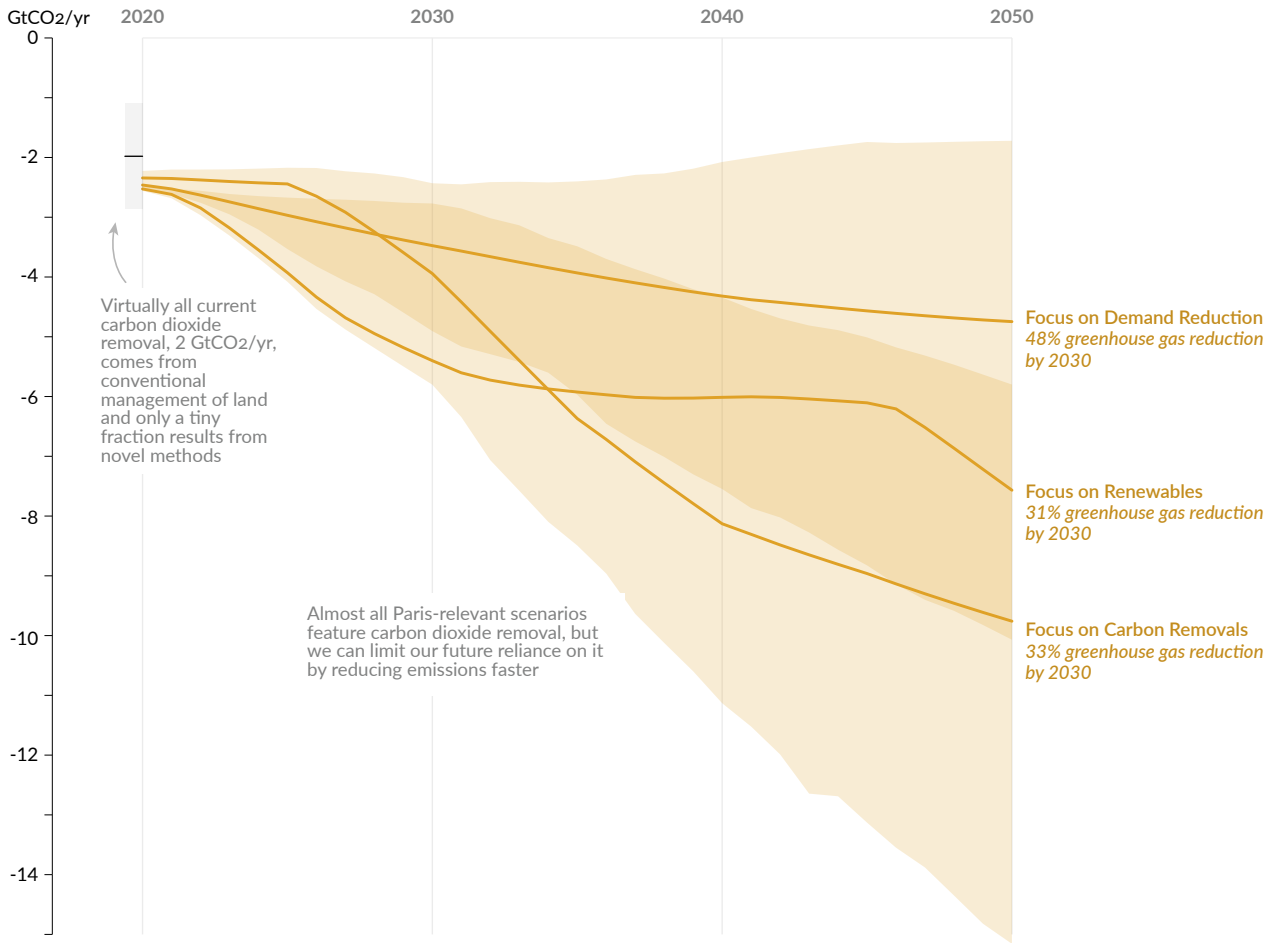 GtCO2/yr 2020 2030 2040 2050
0
-2
-4
-6
-8
-10
-12
-14
Virtually all current
carbon dioxide
removal, 2 GtCO2/yr,
comes from
conventional
management of land
and only a tiny
fraction results from
novel methods
Almost all Paris-relevant scenarios
feature carbon dioxide removal, but
we can limit our future reliance on it
by reducing emissions faster
Focus on Demand Reduction
48% greenhouse gas reduction
by 2030
Focus on Renewables
31% greenhouse gas reduction
by 2030
Focus on Carbon Removals
33% greenhouse gas reduction
by 2030